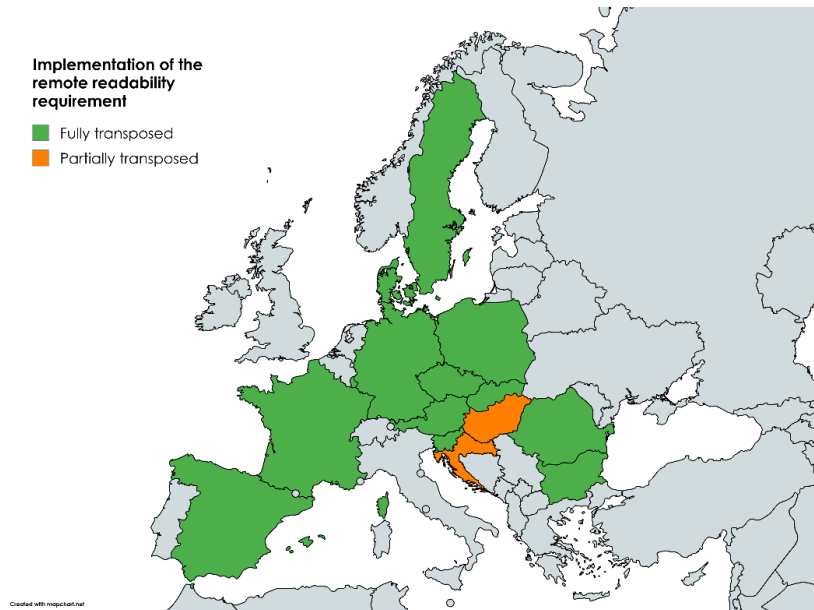 Implementation of the
remote readability
requirement
Fully transposed
Partially transposed
Created with mapchart.net